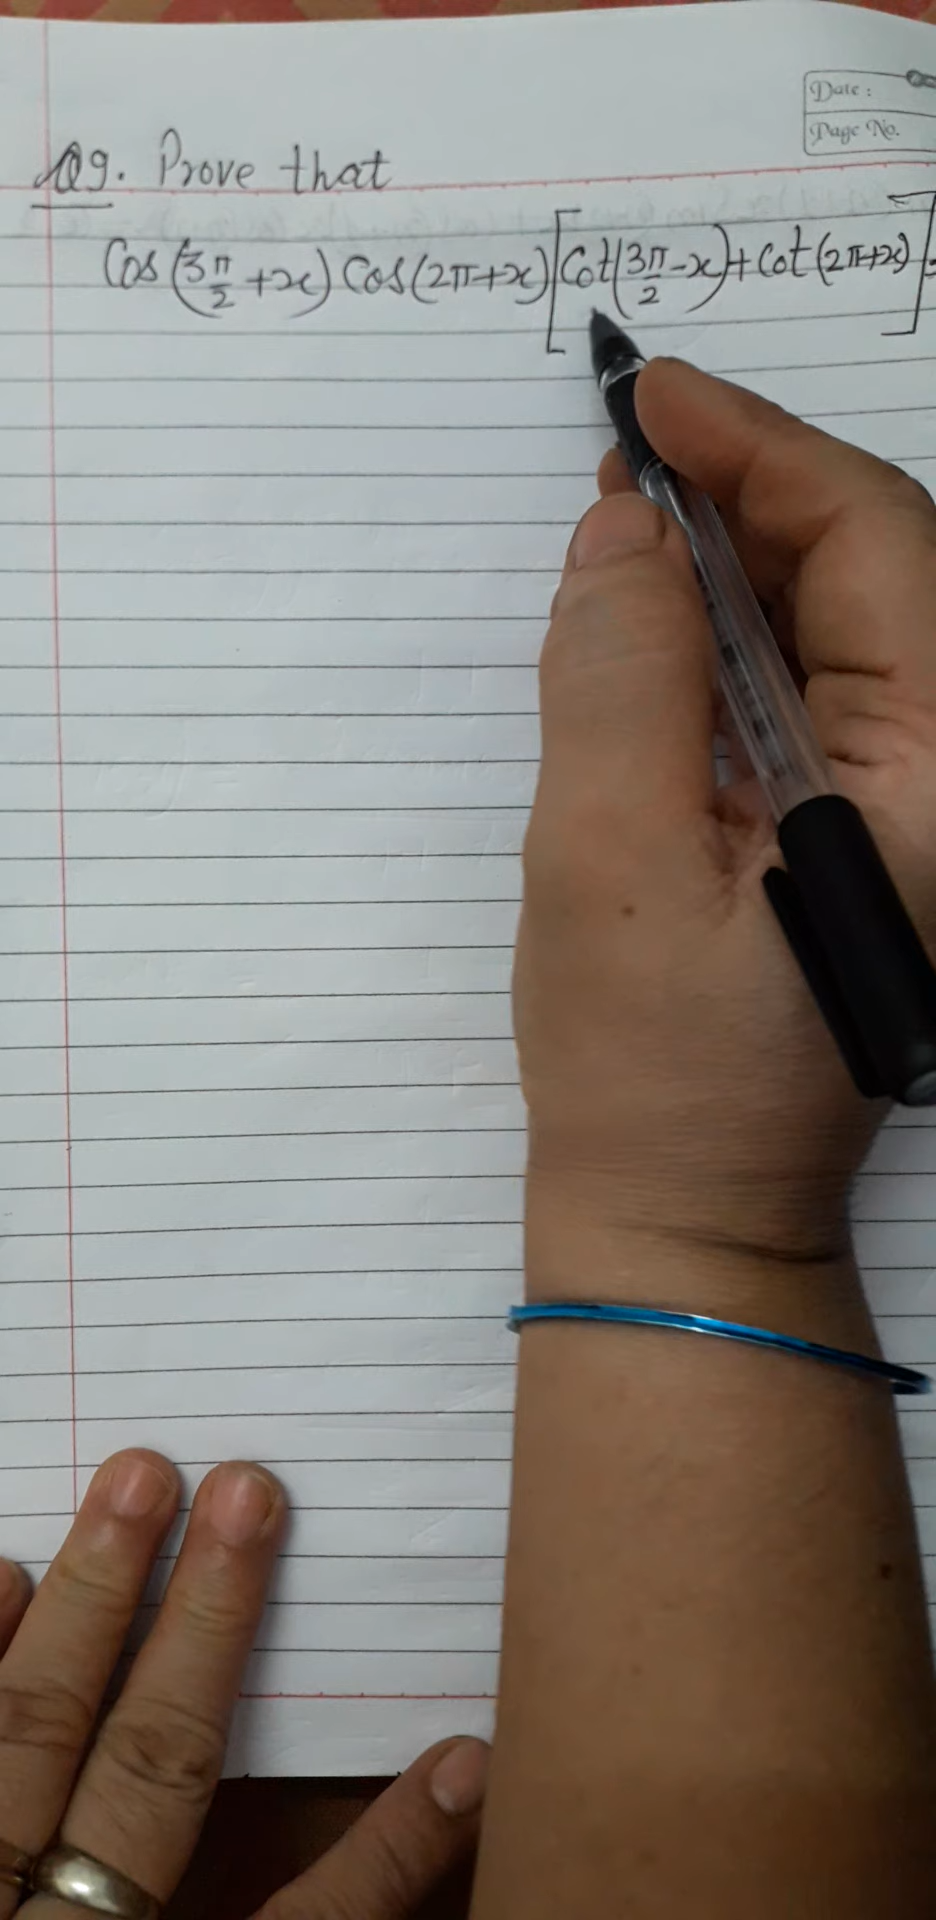 Date :
Page No.
Q9. Prove that
Cos(3π/2 +x) Cos(2π+x)[Cot(3π/2 -x)+Cot(2π+x)]